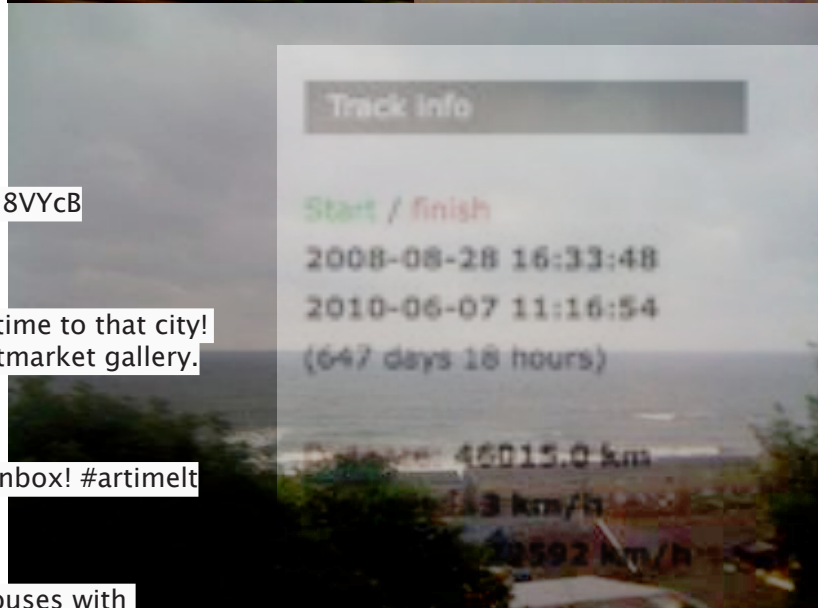 Track info
8VYcB
Start / finish
2008-08-28 16:33:48
2010-06-07 11:16:54
time to that city!
tmarket gallery.
(647 days 18 hours)
46015.0 km
nbox! #artimelt
3 km/h
km/h
ouses with